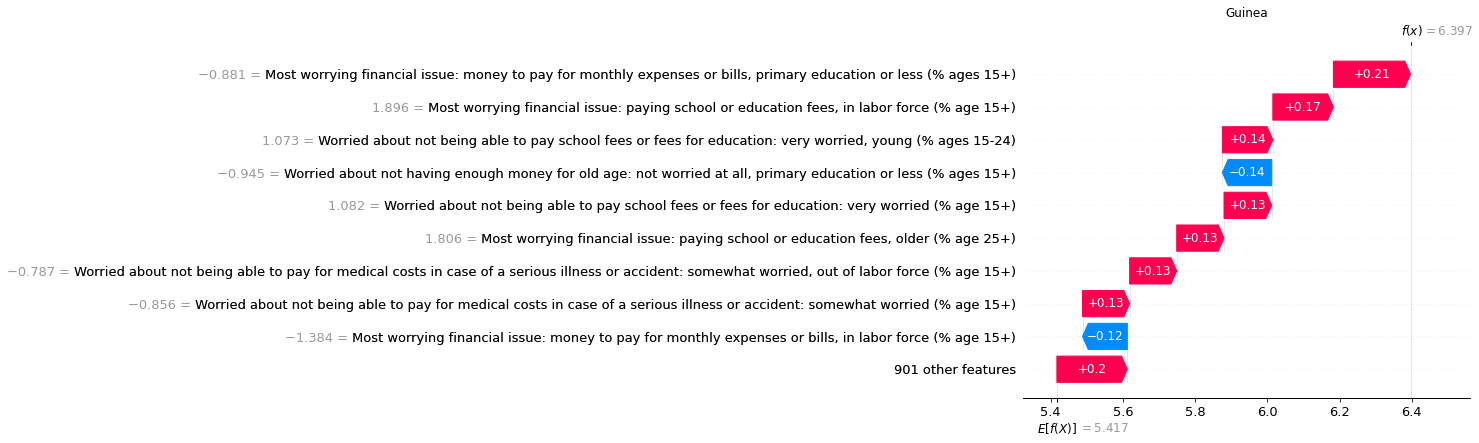 Guinea
f(x) = 6.397
−0.881 = Most worrying financial issue: money to pay for monthly expenses or bills, primary education or less (% ages 15+)
+0.21
1.896 = Most worrying financial issue: paying school or education fees, in labor force (% age 15+)
+0.17
1.073 = Worried about not being able to pay school fees or fees for education: very worried, young (% ages 15-24)
+0.14
−0.945 = Worried about not having enough money for old age: not worried at all, primary education or less (% ages 15+)
−0.14
1.082 = Worried about not being able to pay school fees or fees for education: very worried (% age 15+)
+0.13
1.806 = Most worrying financial issue: paying school or education fees, older (% age 25+)
+0.13
−0.787 = Worried about not being able to pay for medical costs in case of a serious illness or accident: somewhat worried, out of labor force (% age 15+)
+0.13
−0.856 = Worried about not being able to pay for medical costs in case of a serious illness or accident: somewhat worried (% age 15+)
+0.13
−1.384 = Most worrying financial issue: money to pay for monthly expenses or bills, in labor force (% age 15+)
−0.12
901 other features
+0.2
5.4 5.6 5.8 6.0 6.2 6.4
E[f(X)] = 5.417